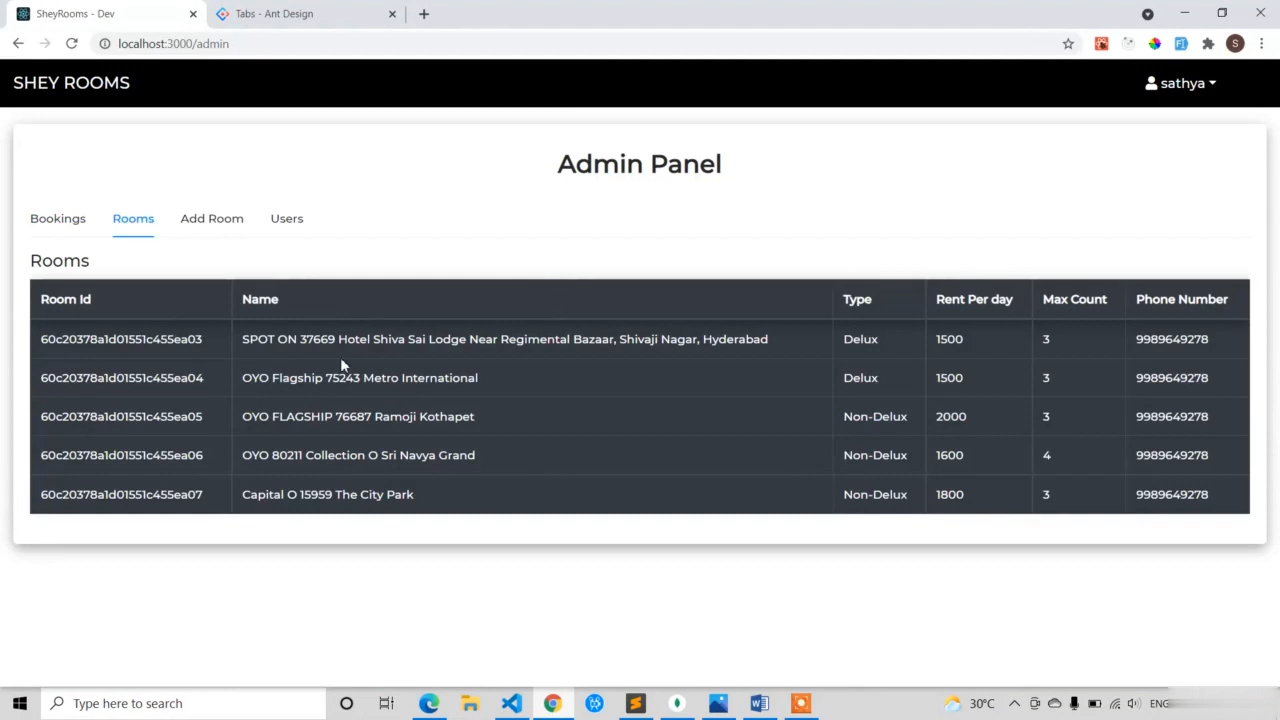 SheyRooms - Dev
Tabs - Ant Design
localhost:3000/admin
S
SHEY ROOMS
sathya
Admin Panel
Bookings Rooms Add Room Users
Rooms
Room Id Name Type Rent Per day Max Count Phone Number
60c20378a1d01551c455ea03 SPOT ON 37669 Hotel Shiva Sai Lodge Near Regimental Bazaar, Shivaji Nagar, Hyderabad Delux 1500 3 9989649278
60c20378a1d01551c455ea04 OYO Flagship 75243 Metro International Delux 1500 3 9989649278
60c20378a1d01551c455ea05 OYO FLAGSHIP 76687 Ramoji Kothapet Non-Delux 2000 3 9989649278
60c20378a1d01551c455ea06 OYO 80211 Collection O Sri Navya Grand Non-Delux 1600 4 9989649278
60c20378a1d01551c455ea07 Capital O 15959 The City Park Non-Delux 1800 3 9989649278
Type here to search
30°C
ENG